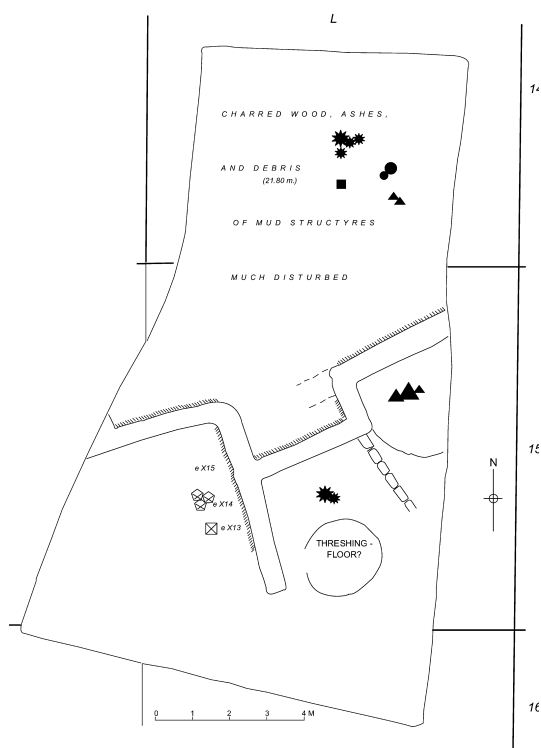 L
14
CHARRED WOOD, ASHES,
AND DEBRIS
(21.80 m.)
OF MUD STRUCTYRES
MUCH DISTURBED
15
e X15
N
e X14
e X13
THRESHING -
FLOOR?
16
0 1 2 3 4 M